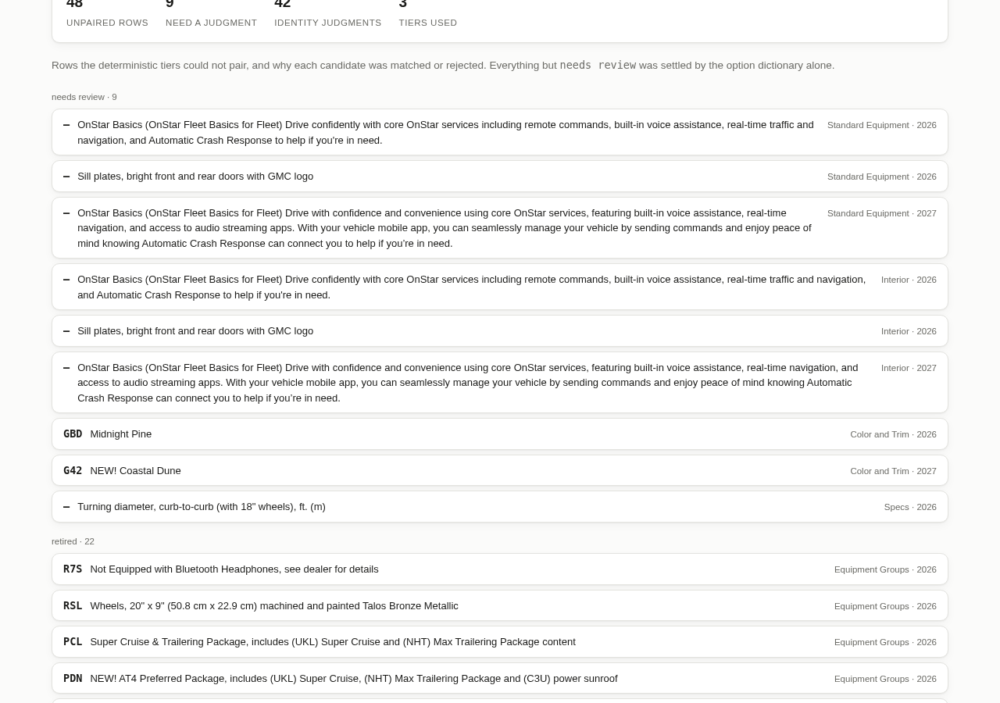 48 9 42 3
UNPAIRED ROWS NEED A JUDGMENT IDENTITY JUDGMENTS TIERS USED
Rows the deterministic tiers could not pair, and why each candidate was matched or rejected. Everything but needs review was settled by the option dictionary alone.
needs review · 9
– OnStar Basics (OnStar Fleet Basics for Fleet) Drive confidently with core OnStar services including remote commands, built-in voice assistance, real-time traffic and Standard Equipment · 2026
navigation, and Automatic Crash Response to help if you're in need.
– Sill plates, bright front and rear doors with GMC logo Standard Equipment · 2026
– OnStar Basics (OnStar Fleet Basics for Fleet) Drive with confidence and convenience using core OnStar services, featuring built-in voice assistance, real-time Standard Equipment · 2027
navigation, and access to audio streaming apps. With your vehicle mobile app, you can seamlessly manage your vehicle by sending commands and enjoy peace of
mind knowing Automatic Crash Response can connect you to help if you’re in need.
– OnStar Basics (OnStar Fleet Basics for Fleet) Drive confidently with core OnStar services including remote commands, built-in voice assistance, real-time traffic and navigation, Interior · 2026
and Automatic Crash Response to help if you're in need.
– Sill plates, bright front and rear doors with GMC logo Interior · 2026
– OnStar Basics (OnStar Fleet Basics for Fleet) Drive with confidence and convenience using core OnStar services, featuring built-in voice assistance, real-time navigation, and Interior · 2027
access to audio streaming apps. With your vehicle mobile app, you can seamlessly manage your vehicle by sending commands and enjoy peace of mind knowing Automatic
Crash Response can connect you to help if you’re in need.
GBD Midnight Pine Color and Trim · 2026
G42 NEW! Coastal Dune Color and Trim · 2027
– Turning diameter, curb-to-curb (with 18" wheels), ft. (m) Specs · 2026
retired · 22
R7S Not Equipped with Bluetooth Headphones, see dealer for details Equipment Groups · 2026
RSL Wheels, 20" x 9" (50.8 cm x 22.9 cm) machined and painted Talos Bronze Metallic Equipment Groups · 2026
PCL Super Cruise & Trailering Package, includes (UKL) Super Cruise and (NHT) Max Trailering Package content Equipment Groups · 2026
PDN NEW! AT4 Preferred Package, includes (UKL) Super Cruise, (NHT) Max Trailering Package and (C3U) power sunroof Equipment Groups · 2026